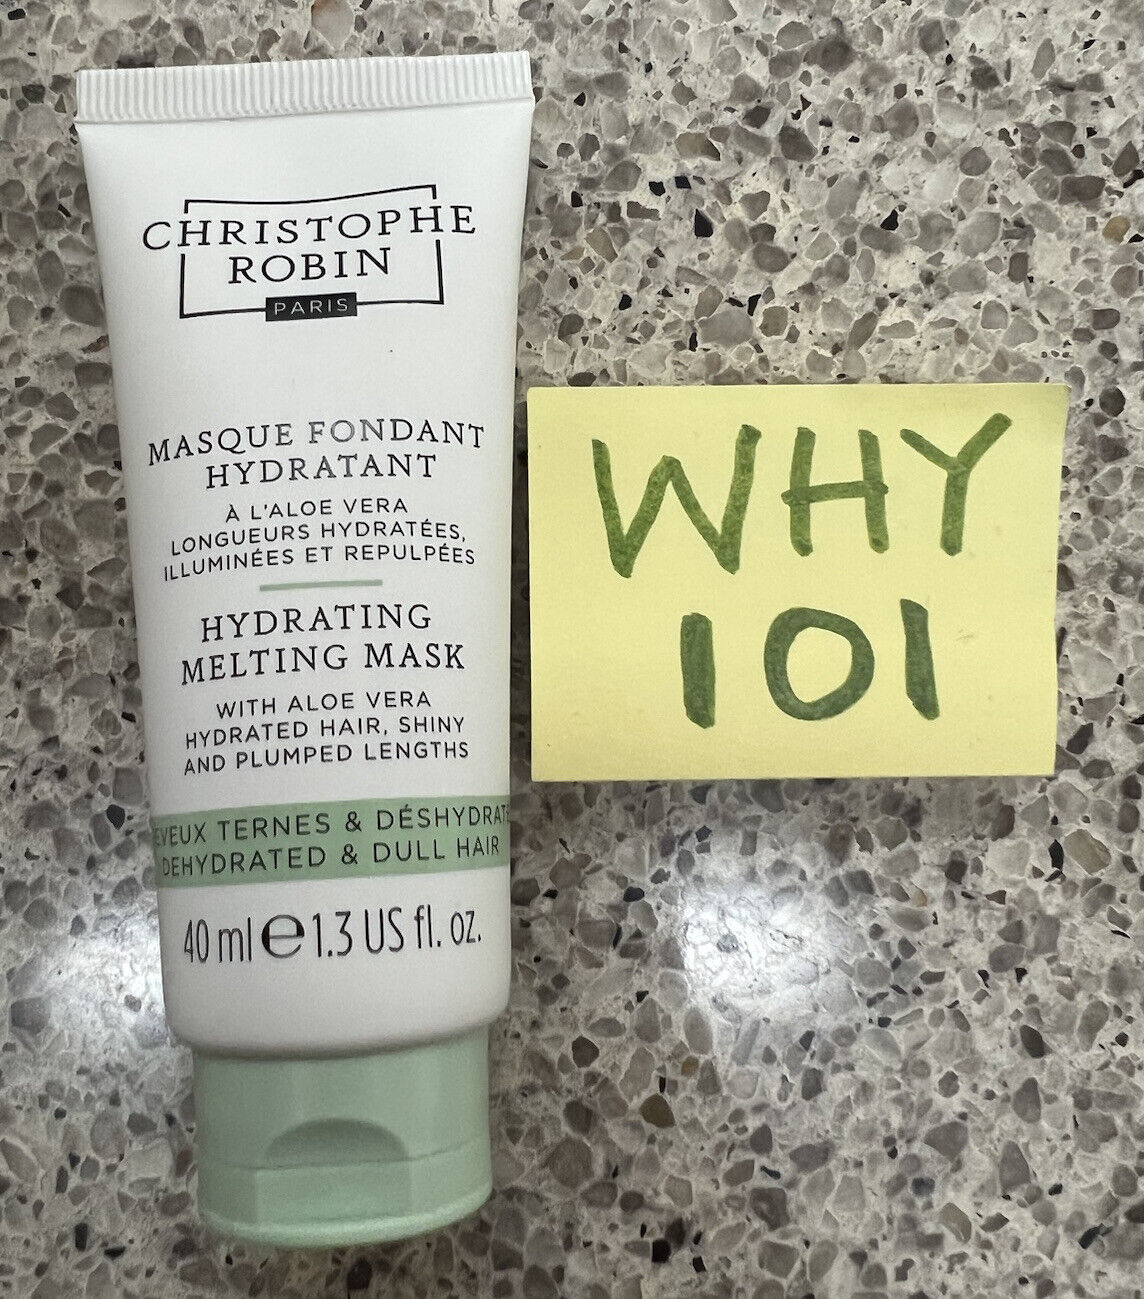 CHRISTOPHE
ROBIN
PARIS
MASQUE FONDANT
HYDRATANT
À L'ALOE VERA
LONGUEURS HYDRATÉES,
ILLUMINÉES ET REPULPÉES
HYDRATING
MELTING MASK
WITH ALOE VERA
HYDRATED HAIR, SHINY
AND PLUMPED LENGTHS
TERNES &
DEHYDRATED & DULL HAIR
40 ml e 1.3 US fl. oz.
WHY
101